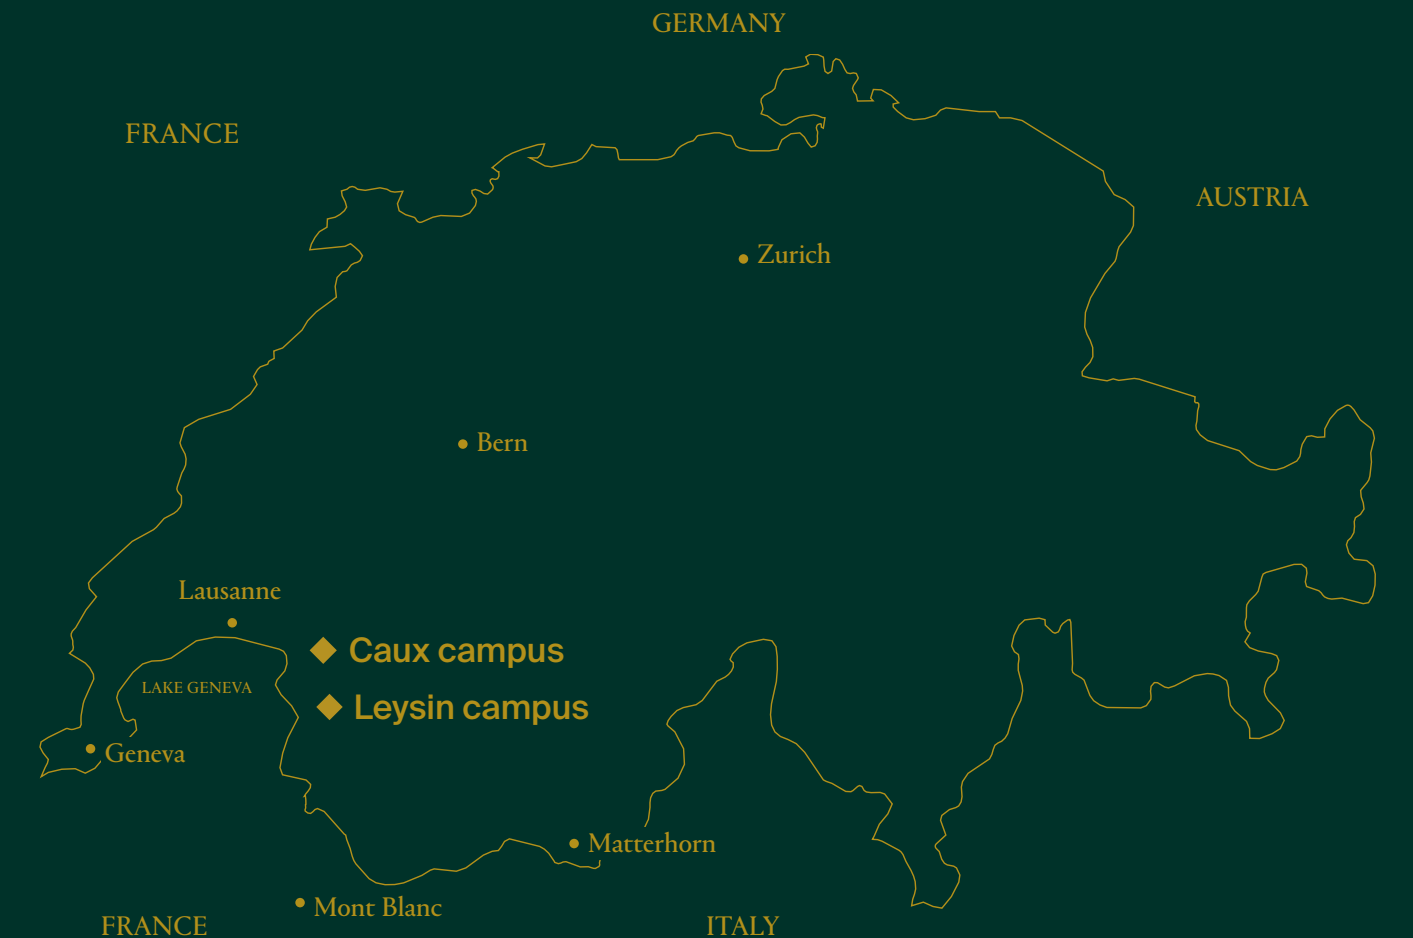 GERMANY
FRANCE
AUSTRIA
Zurich
Bern
Lausanne
Caux campus
LAKE GENEVA
Leysin campus
Geneva
Matterhorn
Mont Blanc
FRANCE
ITALY